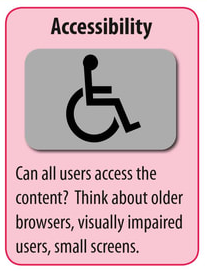 Accessibility
Can all users access the
content? Think about older
browsers, visually impaired
users, small screens.